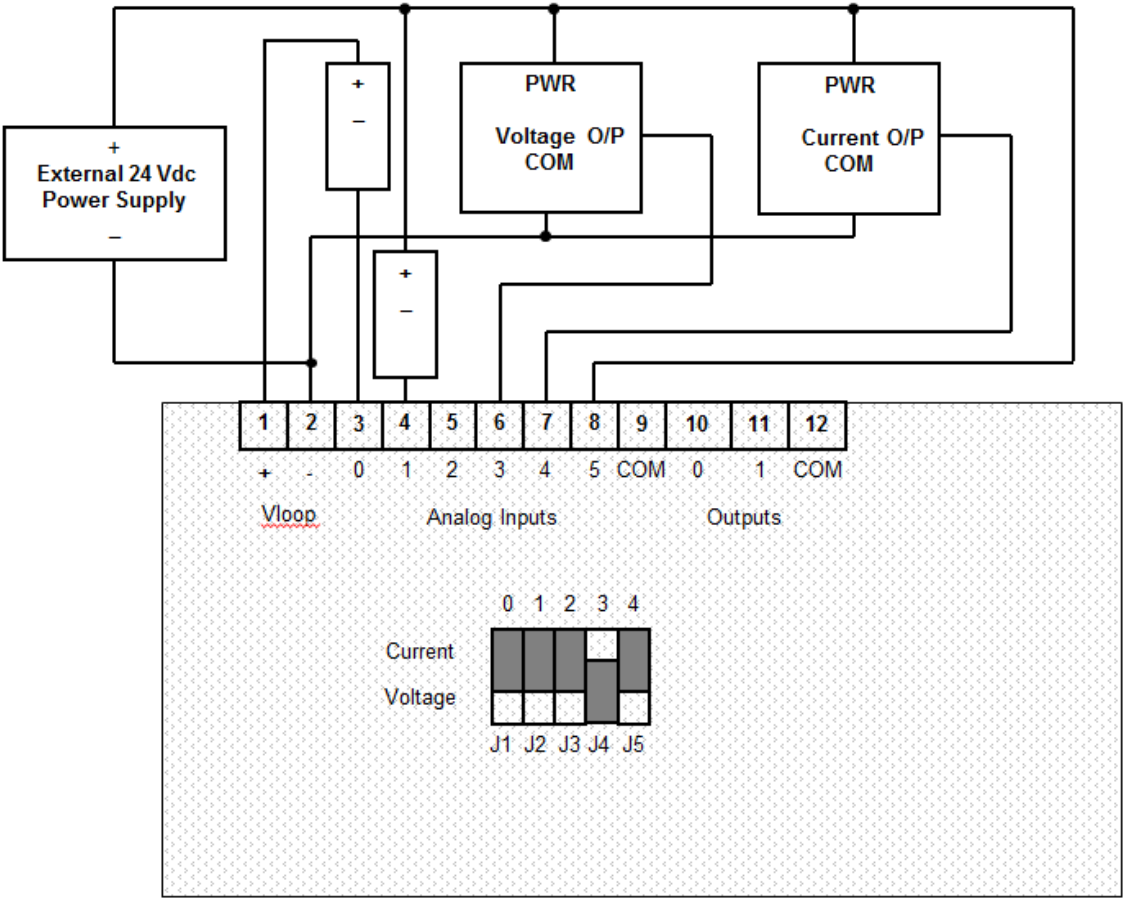 +
−
PWR
Voltage O/P
COM
PWR
Current O/P
COM
+
External 24 Vdc
Power Supply
−
+
−
1 2 3 4 5 6 7 8 9 10 11 12
+ - 0 1 2 3 4 5 COM 0 1 COM
Vloop
Analog Inputs
Outputs
0 1 2 3 4
Current
Voltage
J1 J2 J3 J4 J5